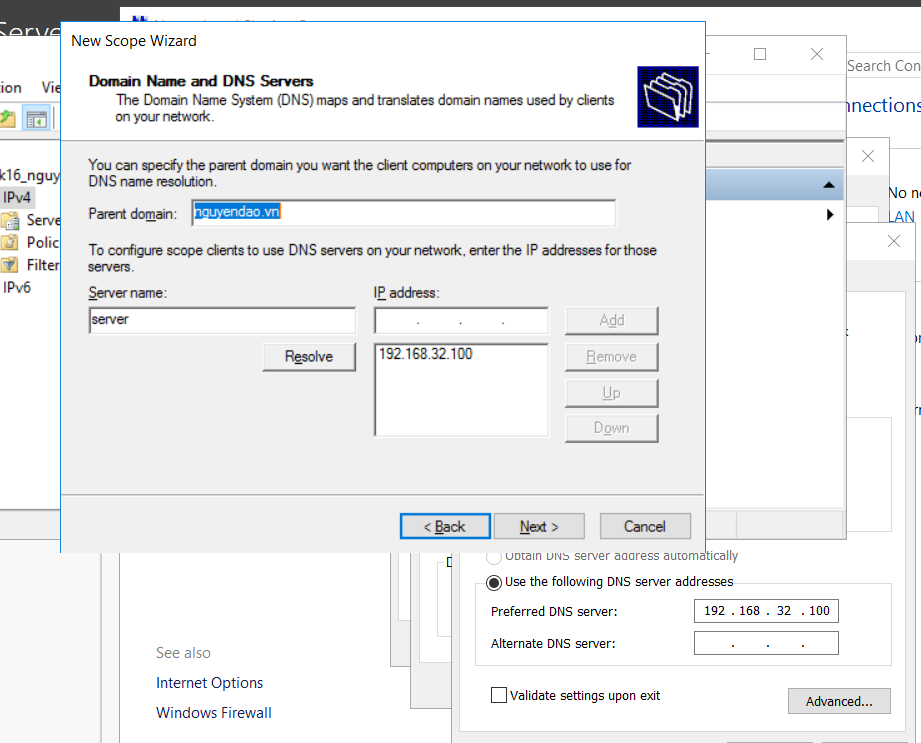 Server
New Scope Wizard
Domain Name and DNS Servers
The Domain Name System (DNS) maps and translates domain names used by clients
on your network.
You can specify the parent domain you want the client computers on your network to use for
DNS name resolution.
Parent domain: nguyendao.vn
To configure scope clients to use DNS servers on your network, enter the IP addresses for those
servers.
Server name: IP address:
server . . . Add
Resolve 192.168.32.100 Remove
Up
Down
< Back Next > Cancel
tion Vie
k16_nguy
IPv4
Serve
Polic
Filter
IPv6
Search Con
nnections
No ne
LAN
Obtain DNS server address automatically
Use the following DNS server addresses
Preferred DNS server: 192 . 168 . 32 . 100
Alternate DNS server: . . .
Validate settings upon exit Advanced...
See also
Internet Options
Windows Firewall